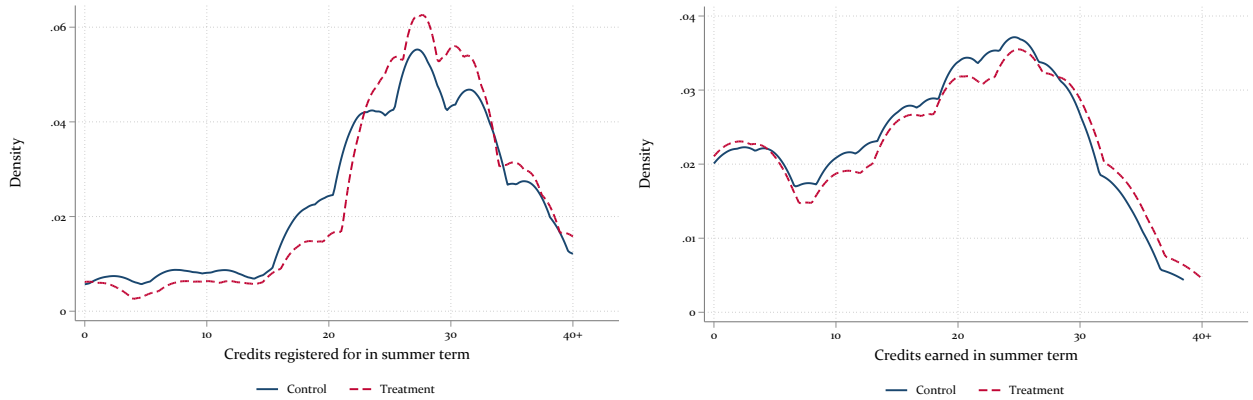 .06
.04
.02
0
Density
0 10 20 30 40+
Credits registered for in summer term
Control Treatment
.04
.03
.02
.01
0
Density
0 10 20 30 40+
Credits earned in summer term
Control Treatment